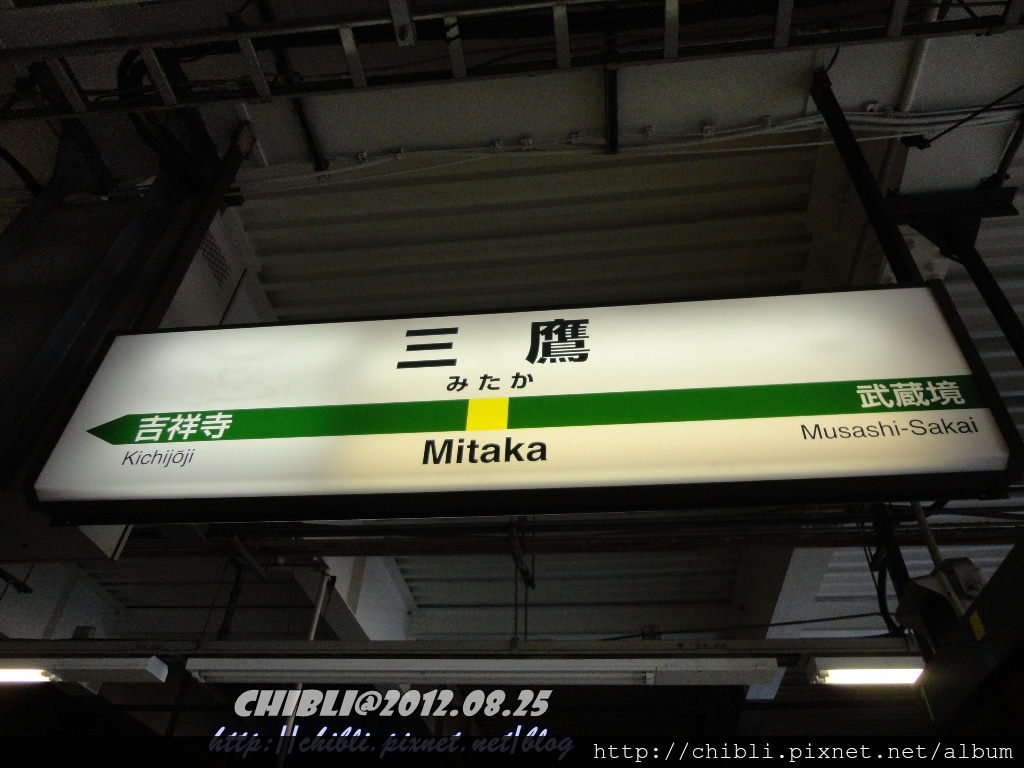 三鷹
みたか
吉祥寺
武蔵境
Kichijōji
Mitaka
Musashi-Sakai
CHIBLI@2012.08.25
http://chibli.pixnet.net/blog
http://chibli.pixnet.net/album